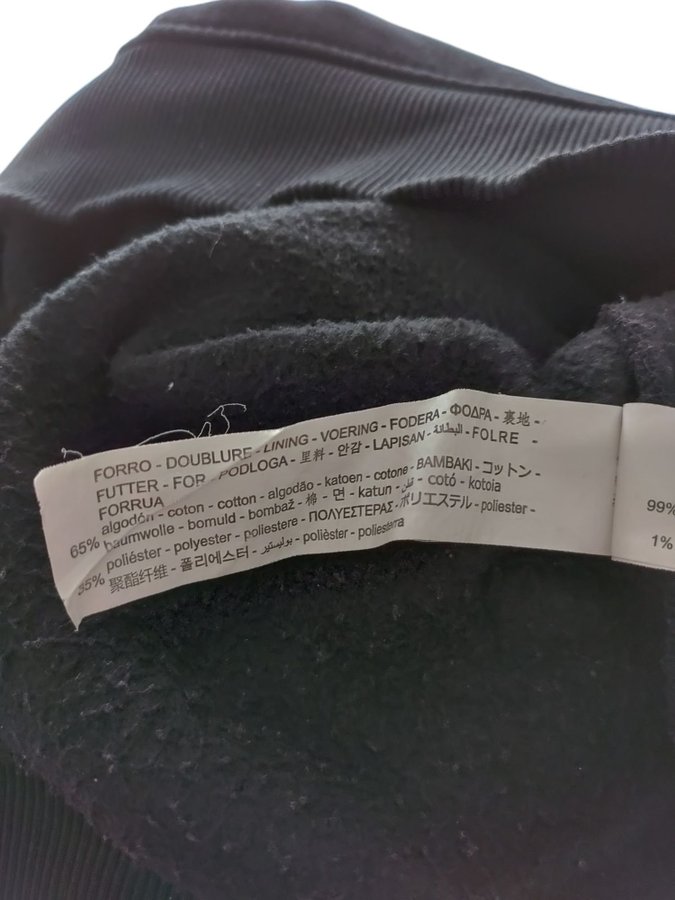 FORRO - DOUBLURE - LINING - VOERING - FODERA - ΦΟΔΡΑ - 裏地 -
FUTTER - FOR - PODLOGA - 里料 - 안감 - LAPISAN - البطانة - FOLRE -
FORRUA
65% algodón - coton - cotton - algodão - katoen - cotone - BAMBAKI - コットン -
baumwolle - bomuld - bombaž - 棉 - 면 - katun - قطن - cotó - kotoia
35% poliéster - polyester - poliestere - ΠΟΛΥΕΣΤΕΡΑΣ - ポリエステル - poliester -
聚酯纤维 - 폴리에스터 - بوليستير - polièster - poliesterra
99%
1%